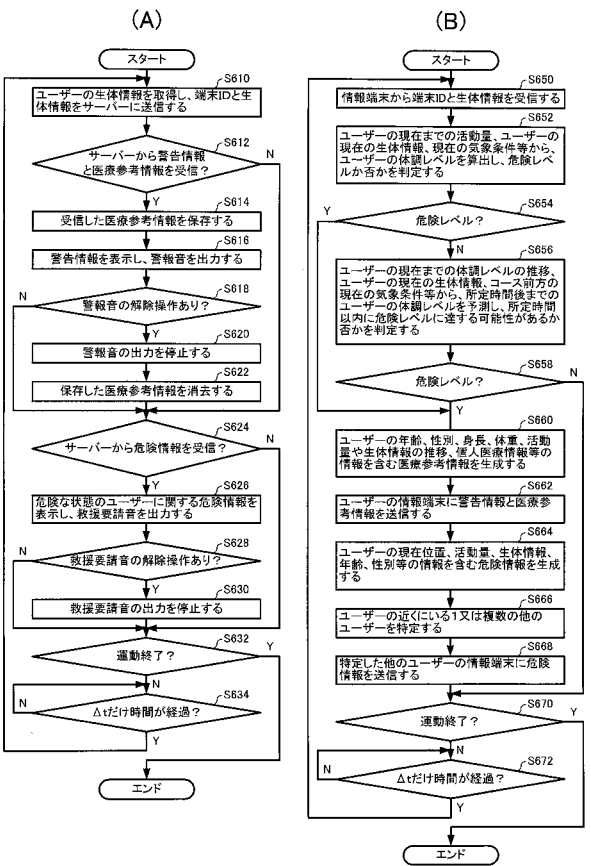 (A)
スタート
S610
ユーザーの生体情報を取得し、端末IDと生
体情報をサーバーに送信する
S612
サーバーから警告情報
と医療参考情報を受信?
N
Y
S614
受信した医療参考情報を保存する
S616
警告情報を表示し、警報音を出力する
S618
N
警報音の解除操作あり?
Y
S620
警報音の出力を停止する
S622
保存した医療参考情報を消去する
S624
サーバーから危険情報を受信?
N
Y
S626
危険な状態のユーザーに関する危険情報を
表示し、救援要請音を出力する
S628
N
救援要請音の解除操作あり?
Y
S630
救援要請音の出力を停止する
S632
運動終了?
Y
N
S634
N
Δtだけ時間が経過?
Y
エンド
(B)
スタート
S650
情報端末から端末IDと生体情報を受信する
S652
ユーザーの現在までの活動量、ユーザーの
現在の生体情報、現在の気象条件等から、
ユーザーの体調レベルを算出し、危険レベ
ルか否かを判定する
S654
Y
危険レベル?
N
S656
ユーザーの現在までの体調レベルの推移、
ユーザーの現在の生体情報、コース前方の
現在の気象条件等から、所定時間後までの
ユーザーの体調レベルを予測し、所定時間
以内に危険レベルに達する可能性があるか
否かを判定する
S658
危険レベル?
N
Y
S660
ユーザーの年齢、性別、身長、体重、活動
量や生体情報の推移、個人医療情報等の
情報を含む医療参考情報を生成する
S662
ユーザーの情報端末に警告情報と医療参
考情報を送信する
S664
ユーザーの現在位置、活動量、生体情報、
年齢、性別等の情報を含む危険情報を生成
する
S666
ユーザーの近くにいる1又は複数の他の
ユーザーを特定する
S668
特定した他のユーザーの情報端末に危険
情報を送信する
S670
運動終了?
Y
N
S672
N
Δtだけ時間が経過?
Y
エンド